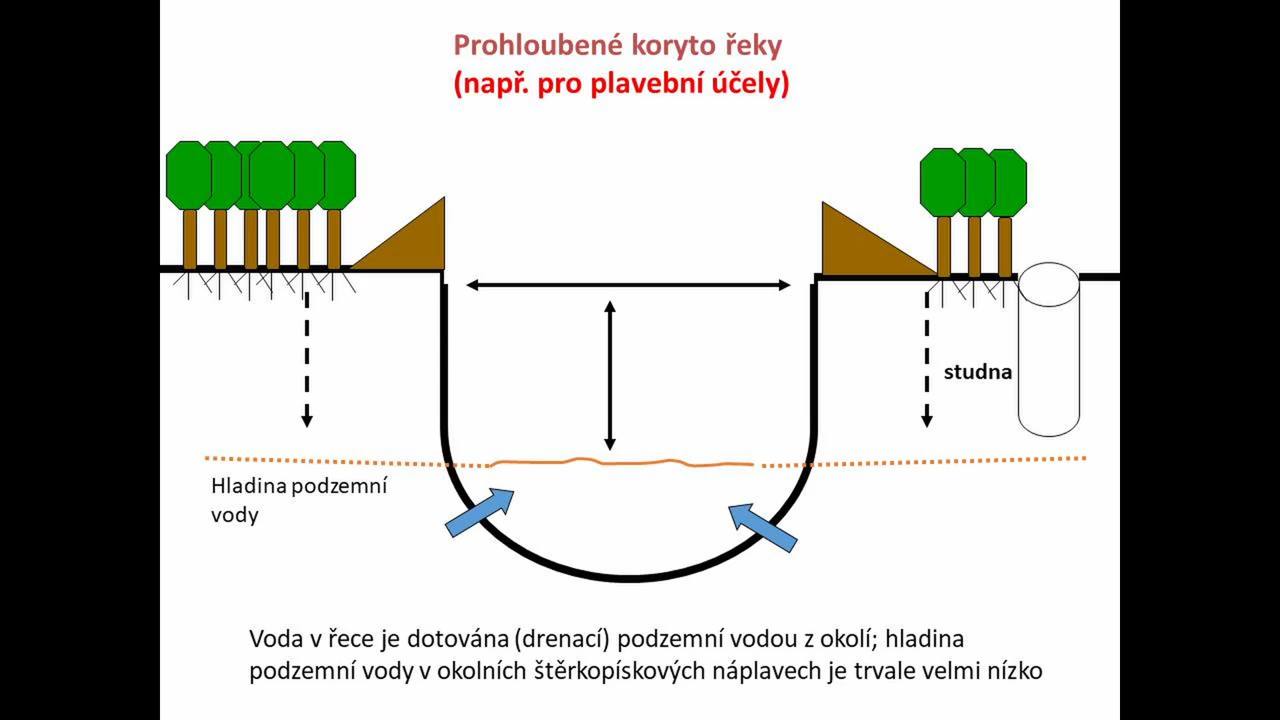 Prohloubené koryto řeky
(např. pro plavební účely)
studna
Hladina podzemní
vody
Voda v řece je dotována (drenací) podzemní vodou z okolí; hladina
podzemní vody v okolních štěrkopískových náplavech je trvale velmi nízko